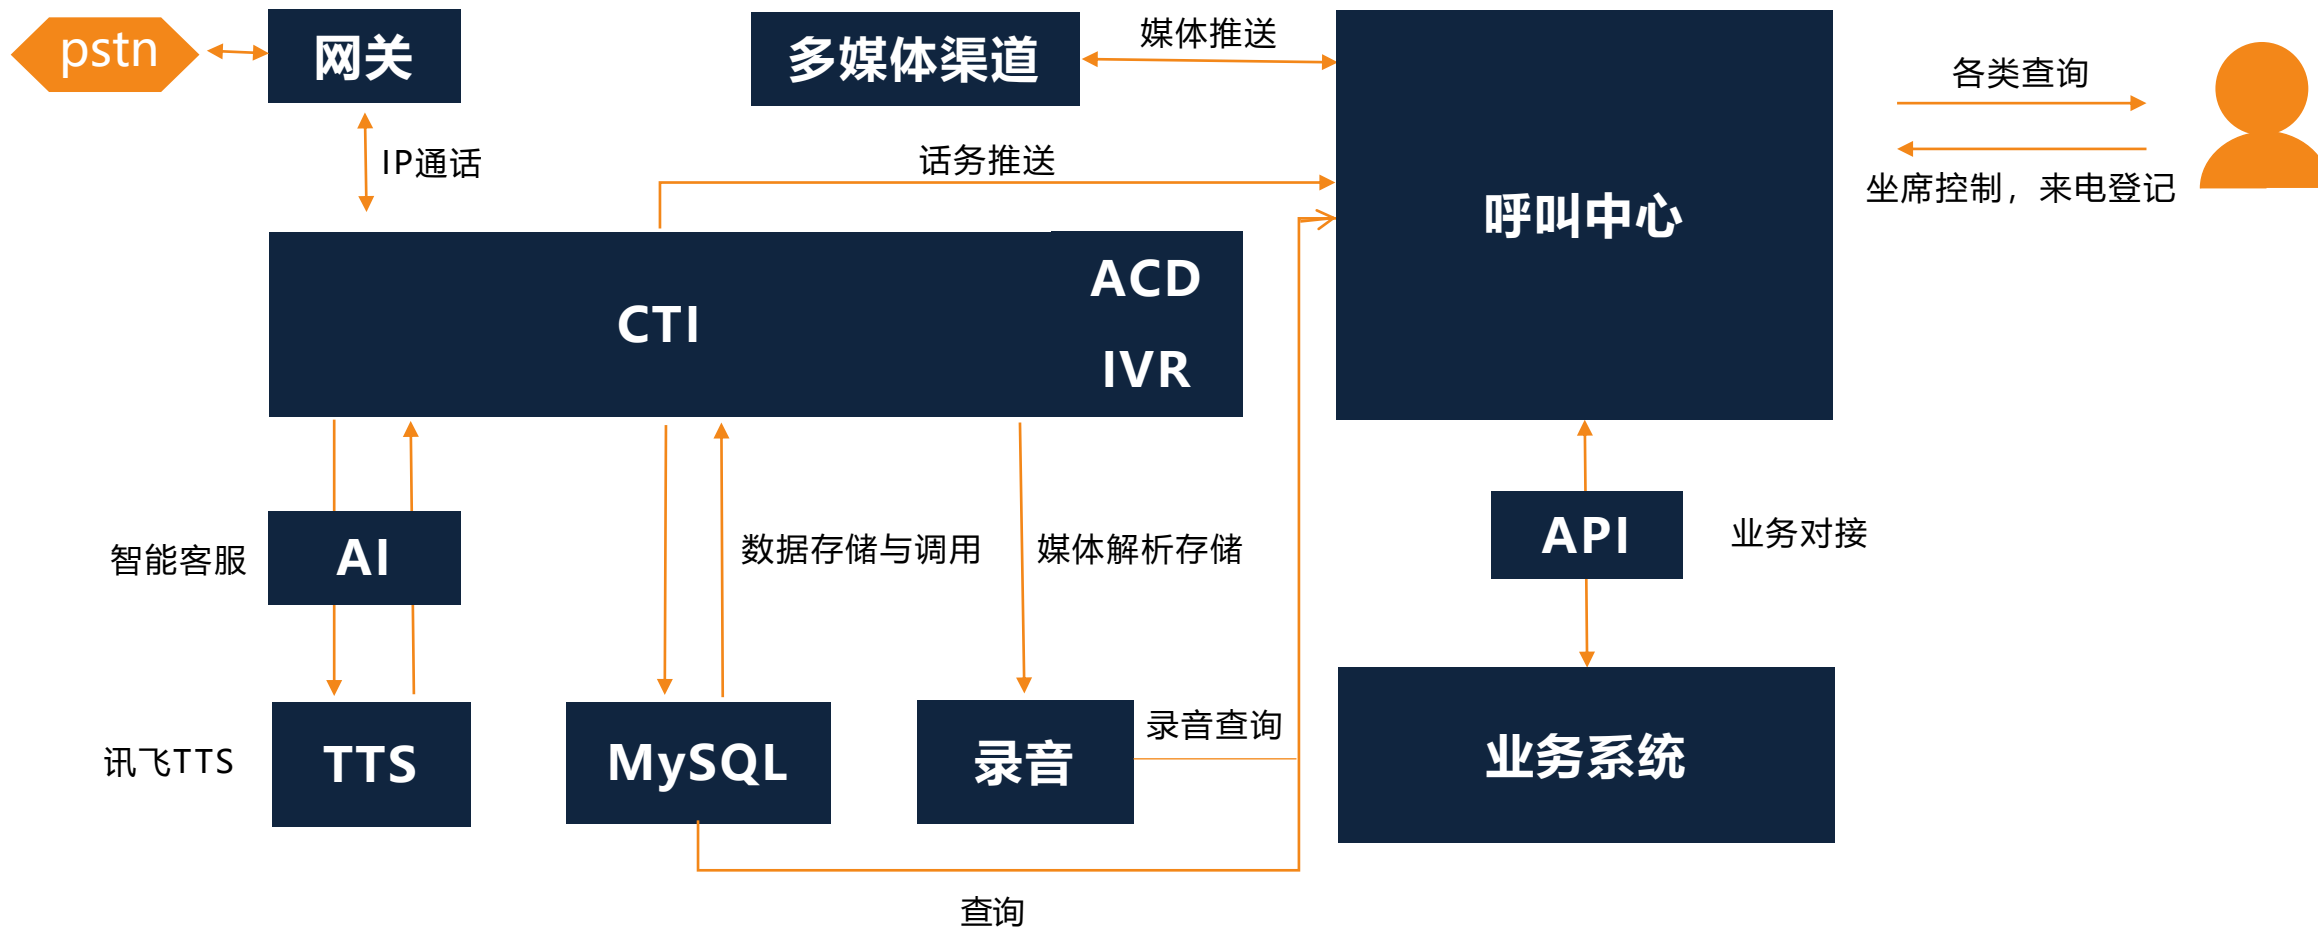 pstn
网关
多媒体渠道
媒体推送
各类查询
IP通话
话务推送
坐席控制，来电登记
呼叫中心
CTI
ACD
IVR
智能客服
AI
数据存储与调用
媒体解析存储
API
业务对接
讯飞TTS
TTS
MySQL
录音
录音查询
业务系统
查询